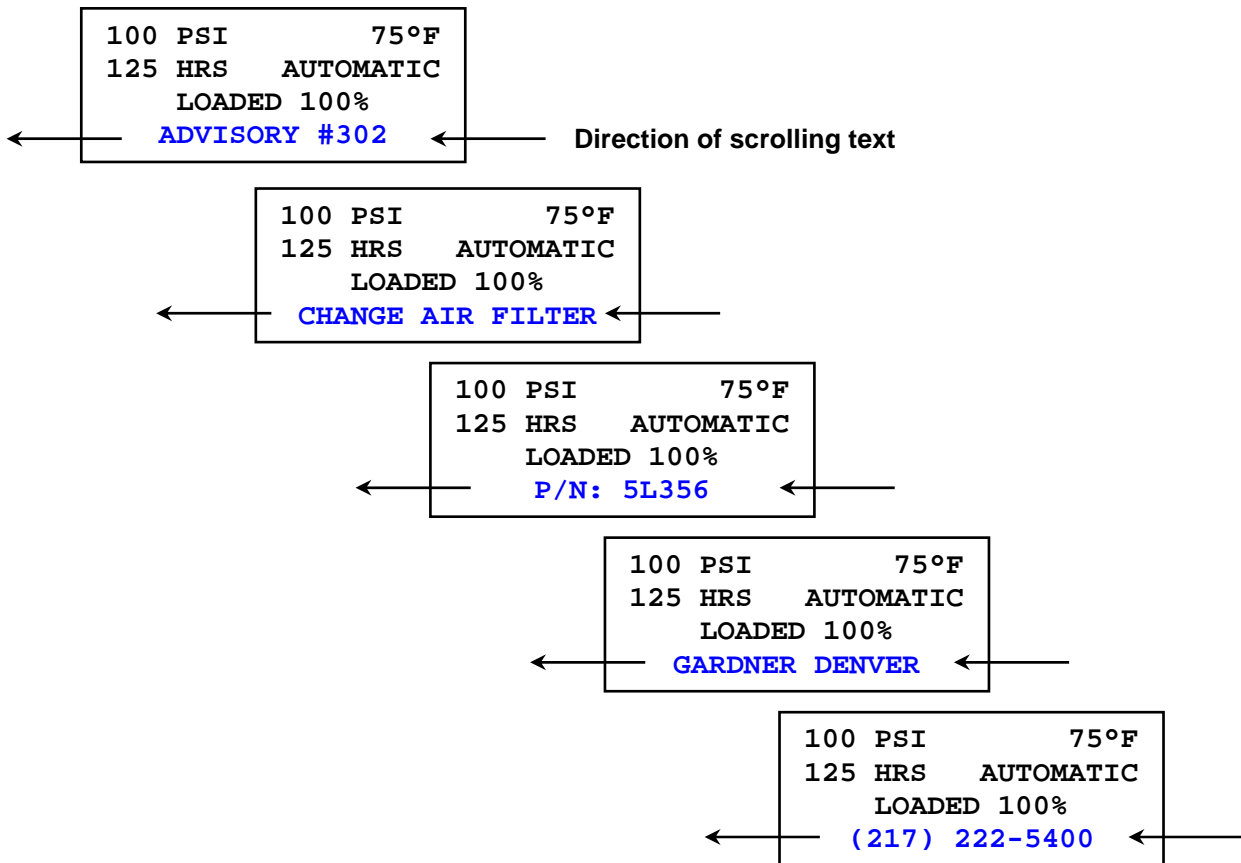 100 PSI 75°F
125 HRS AUTOMATIC
LOADED 100%
ADVISORY #302
Direction of scrolling text
100 PSI 75°F
125 HRS AUTOMATIC
LOADED 100%
CHANGE AIR FILTER
100 PSI 75°F
125 HRS AUTOMATIC
LOADED 100%
P/N: 5L356
100 PSI 75°F
125 HRS AUTOMATIC
LOADED 100%
GARDNER DENVER
100 PSI 75°F
125 HRS AUTOMATIC
LOADED 100%
(217) 222-5400